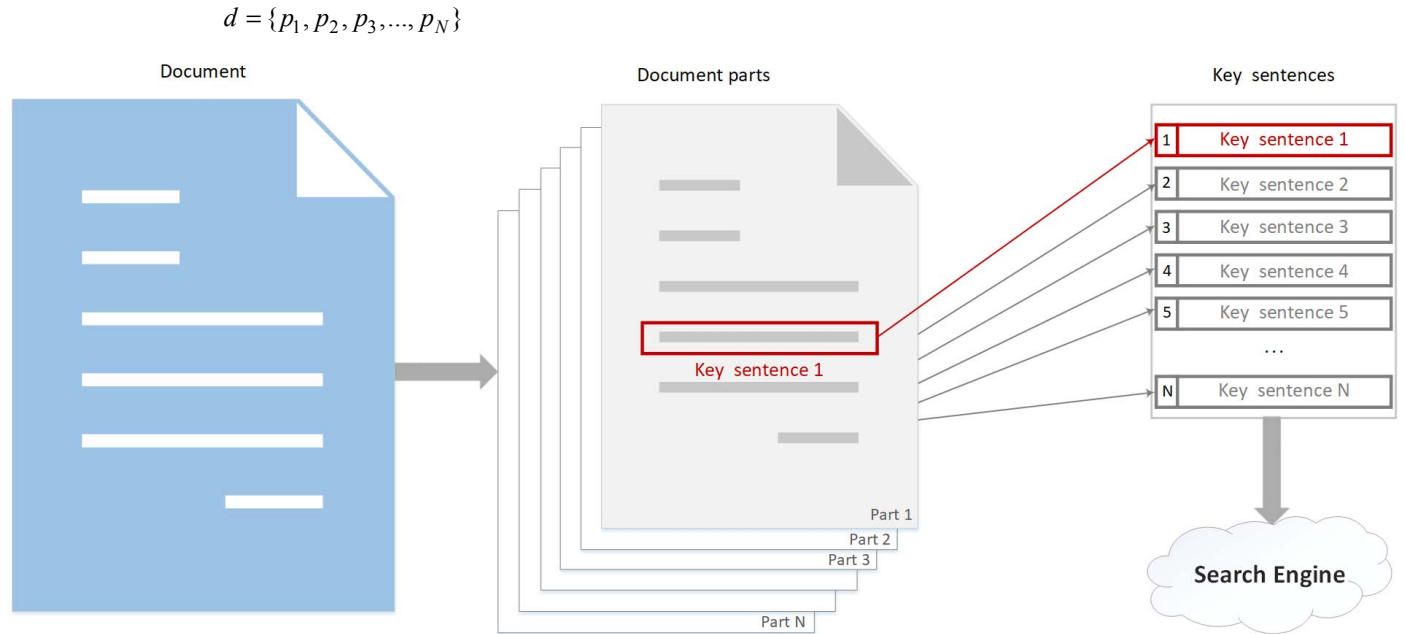 d = {p₁, p₂, p₃,..., p_N}
Document
Document parts
Key sentences
1 Key sentence 1
2 Key sentence 2
3 Key sentence 3
4 Key sentence 4
5 Key sentence 5
...
N Key sentence N
Key sentence 1
Part 1
Part 2
Part 3
Part N
Search Engine